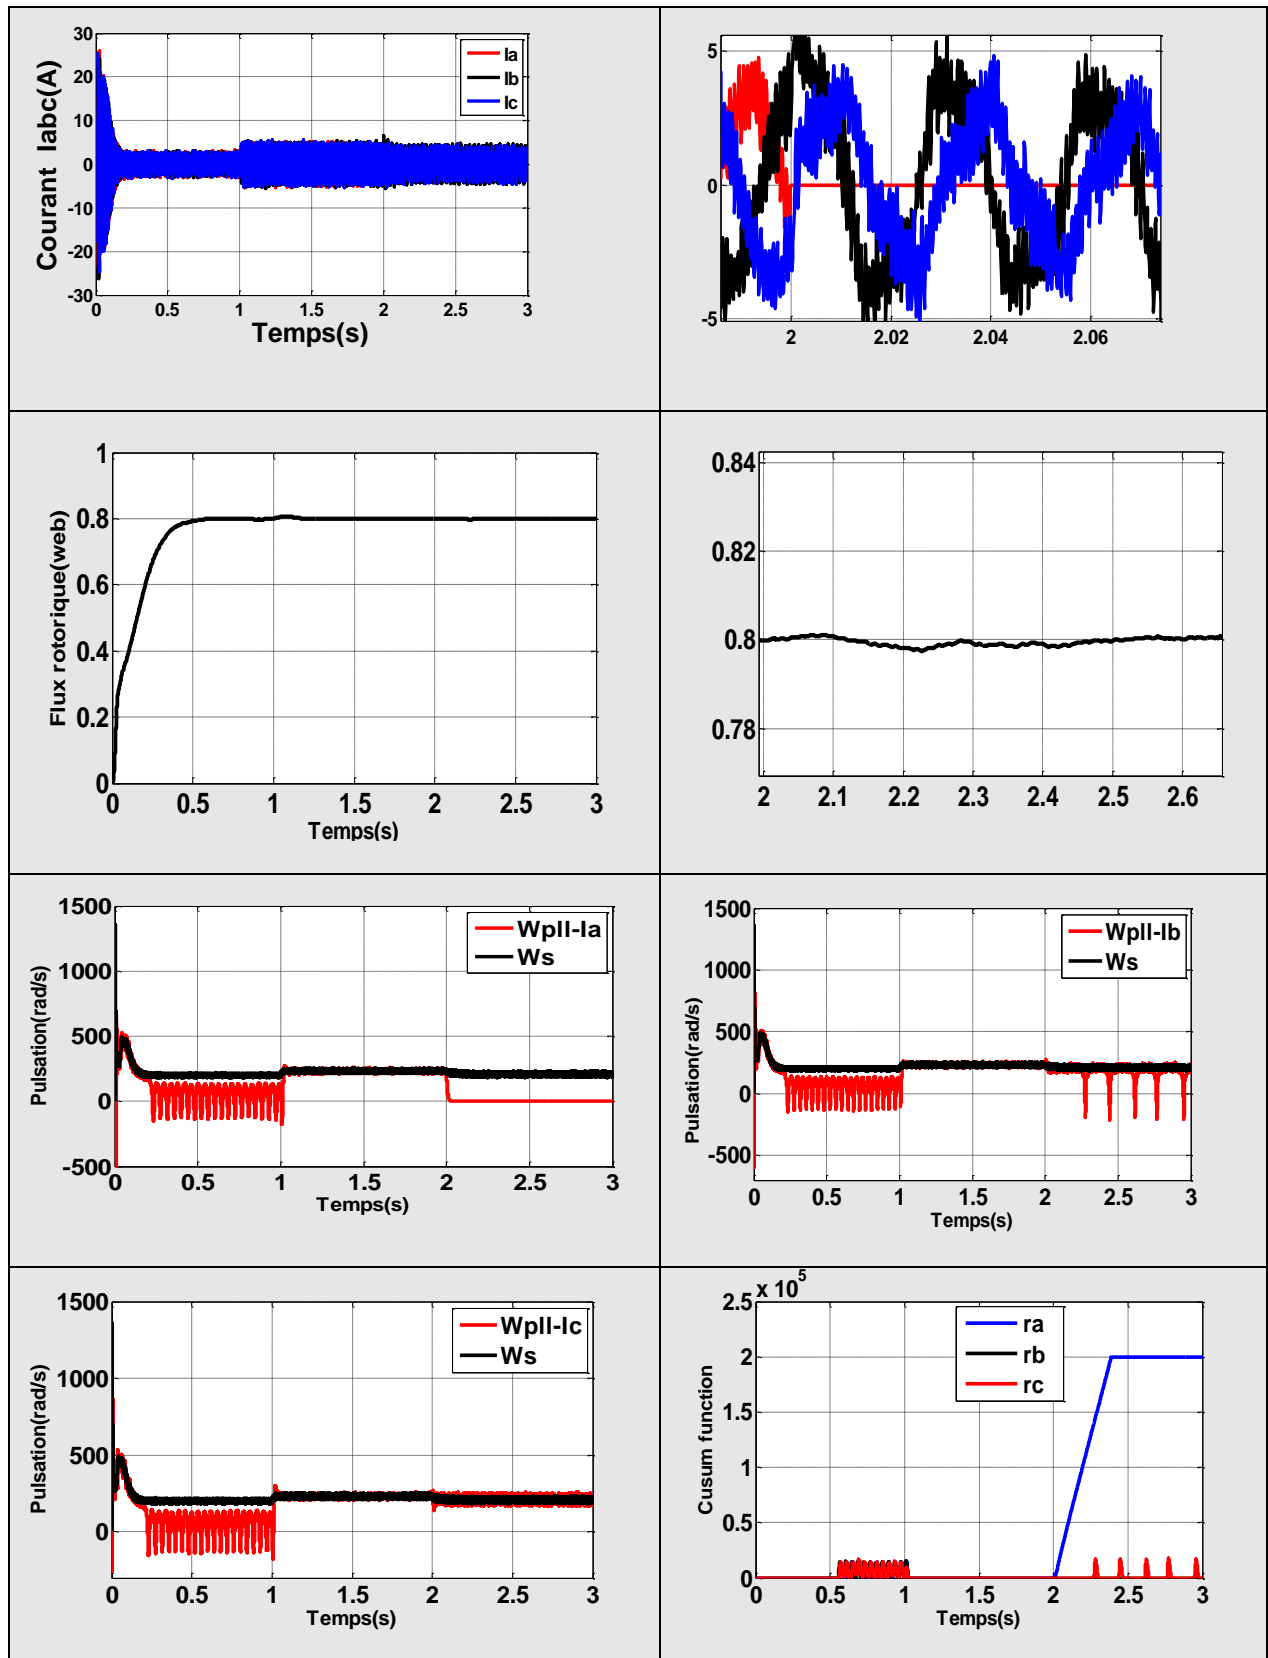 30
20
10
0
-10
-20
-30
Courant Iabc(A)
Ia
Ib
Ic
0 0.5 1 1.5 2 2.5 3
Temps(s)
5
0
-5
2 2.02 2.04 2.06
1
0.8
0.6
0.4
0.2
0
Flux rotorique(web)
0 0.5 1 1.5 2 2.5 3
Temps(s)
0.84
0.82
0.8
0.78
2 2.1 2.2 2.3 2.4 2.5 2.6
1500
1000
500
0
-500
Pulsation(rad/s)
Wpll-Ia
Ws
0 0.5 1 1.5 2 2.5 3
Temps(s)
1500
1000
500
0
-500
Pulsation(rad/s)
Wpll-Ib
Ws
0 0.5 1 1.5 2 2.5 3
Temps(s)
1500
1000
500
0
Pulsation(rad/s)
Wpll-Ic
Ws
0 0.5 1 1.5 2 2.5 3
Temps(s)
x 10^5
2.5
2
1.5
1
0.5
0
Cusum function
ra
rb
rc
0 0.5 1 1.5 2 2.5 3
Temps(s)